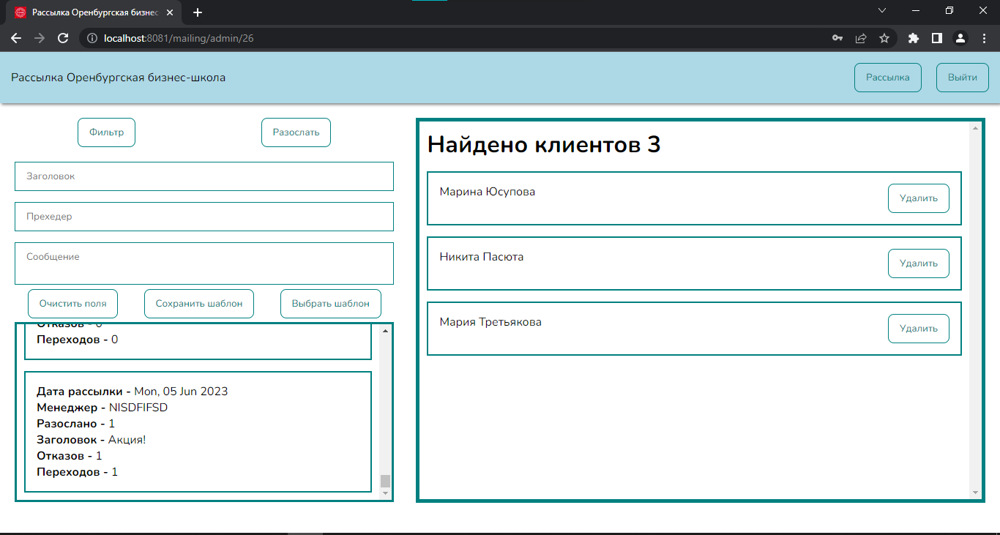 Рассылка Оренбургская бизнес
localhost:8081/mailing/admin/26
Рассылка Оренбургская бизнес-школа
Рассылка
Выйти
Фильтр
Разослать
Заголовок
Прехедер
Сообщение
Очистить поля
Сохранить шаблон
Выбрать шаблон
Отказов - 0
Переходов - 0
Дата рассылки - Mon, 05 Jun 2023
Менеджер - NISDFIFSD
Разослано - 1
Заголовок - Акция!
Отказов - 1
Переходов - 1
Найдено клиентов 3
Марина Юсупова
Удалить
Никита Пасюта
Удалить
Мария Третьякова
Удалить